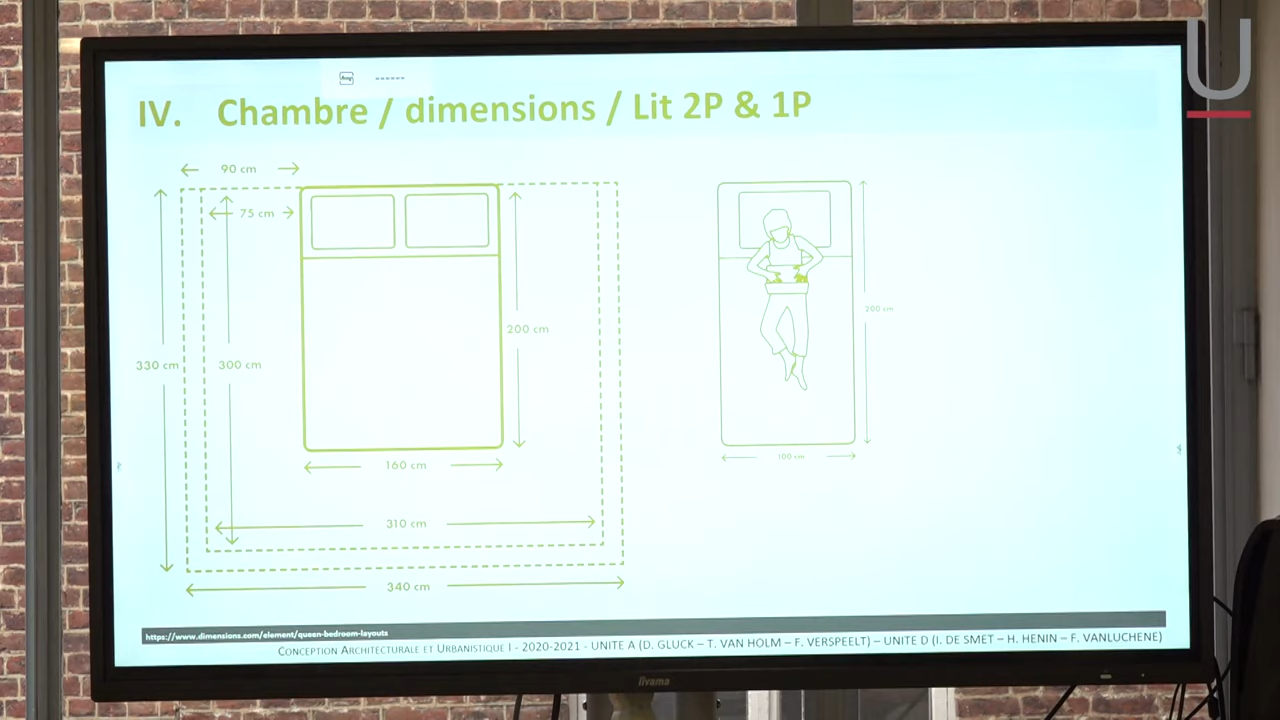 U
IV. Chambre / dimensions / Lit 2P & 1P
90 cm
75 cm
330 cm
300 cm
200 cm
160 cm
310 cm
340 cm
200 cm
100 cm
https://www.dimensions.com/element/queen-bedroom-layouts
CONCEPTION ARCHITECTURALE ET URBANISTIQUE I - 2020-2021 - UNITE A (D. GLUCK – T. VAN HOLM – F. VERSPEELT) – UNITE D (I. DE SMET – H. HENIN – F. VANLUCHENE)
iiyama